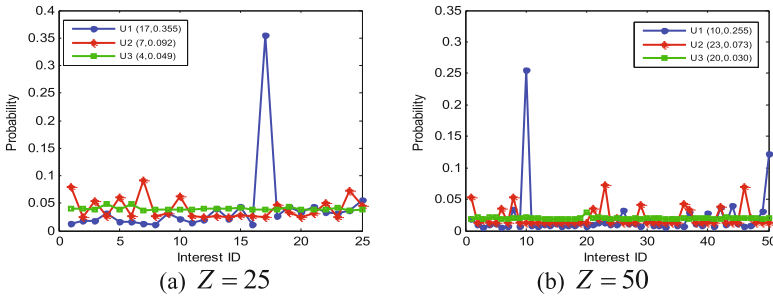 0.4
0.35
0.3
0.25
0.2
0.15
0.1
0.05
0
Probability
U1 (17,0.355)
U2 (7,0.092)
U3 (4,0.049)
0 5 10 15 20 25
Interest ID
(a) Z = 25
0.35
0.3
0.25
0.2
0.15
0.1
0.05
0
Probability
U1 (10,0.255)
U2 (23,0.073)
U3 (20,0.030)
0 10 20 30 40 50
Interest ID
(b) Z = 50